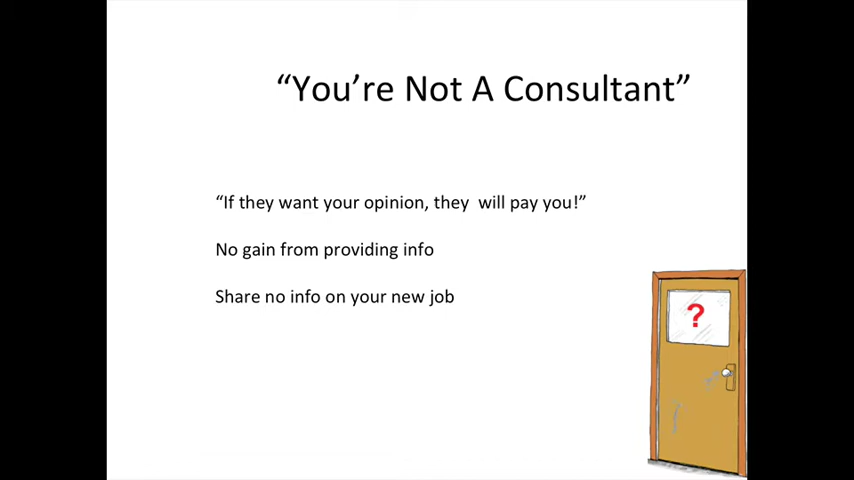 “You’re Not A Consultant”
“If they want your opinion, they  will pay you!”
No gain from providing info
Share no info on your new job
?